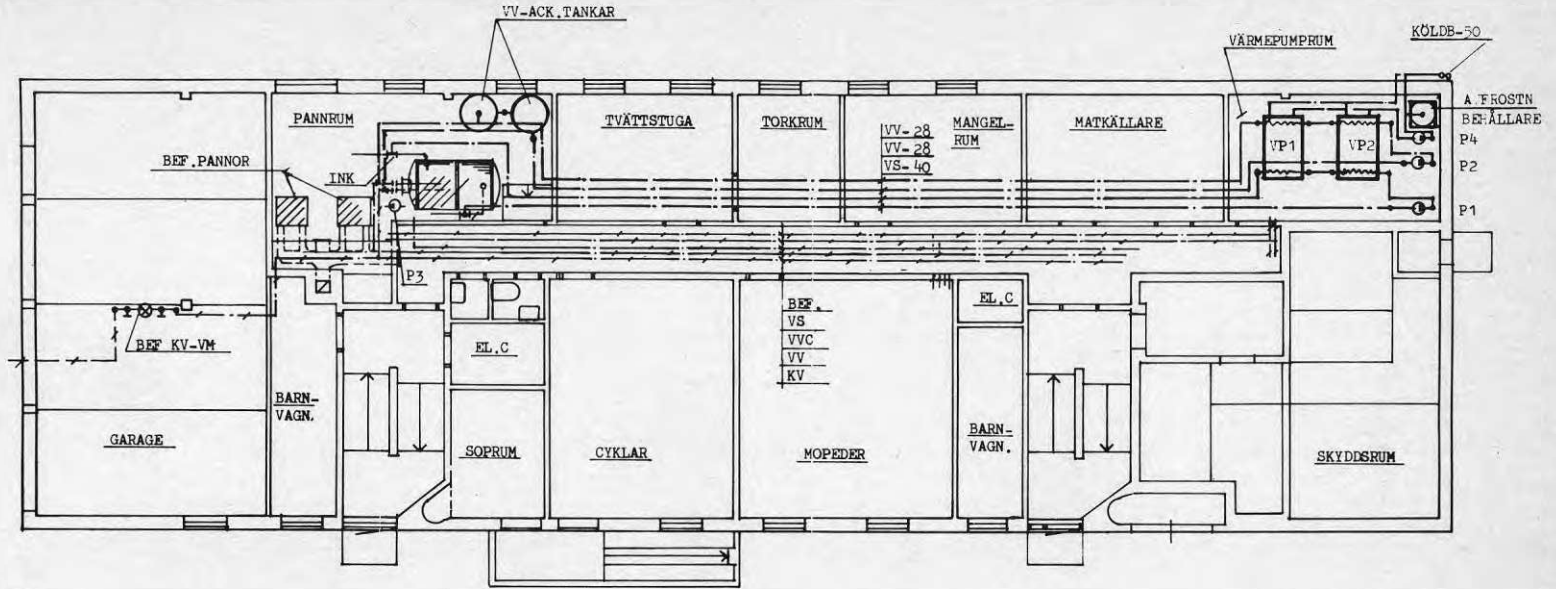 VV-ACK.TANKAR
KÖLDB-50
VÄRMEPUMPRUM
PANNRUM
TVÄTTSTUGA
TORKRUM
VV-28
VV-28
VS-40
MANGEL-
RUM
MATKÄLLARE
VP1
VP2
A.FROSTN
BEHÅLLARE
P4
P2
P1
BEF.PANNOR
INK
P3
BEF KV-VM
GARAGE
BARN-
VAGN.
EL.C
SOPRUM
CYKLAR
BEF.
VS
VVC
VV
KV
MOPEDER
EL.C
BARN-
VAGN.
SKYDDSRUM